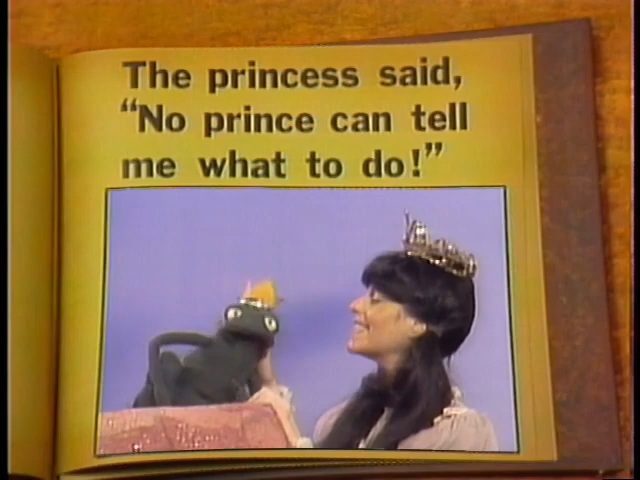 The princess said,
“No prince can tell
me what to do!”